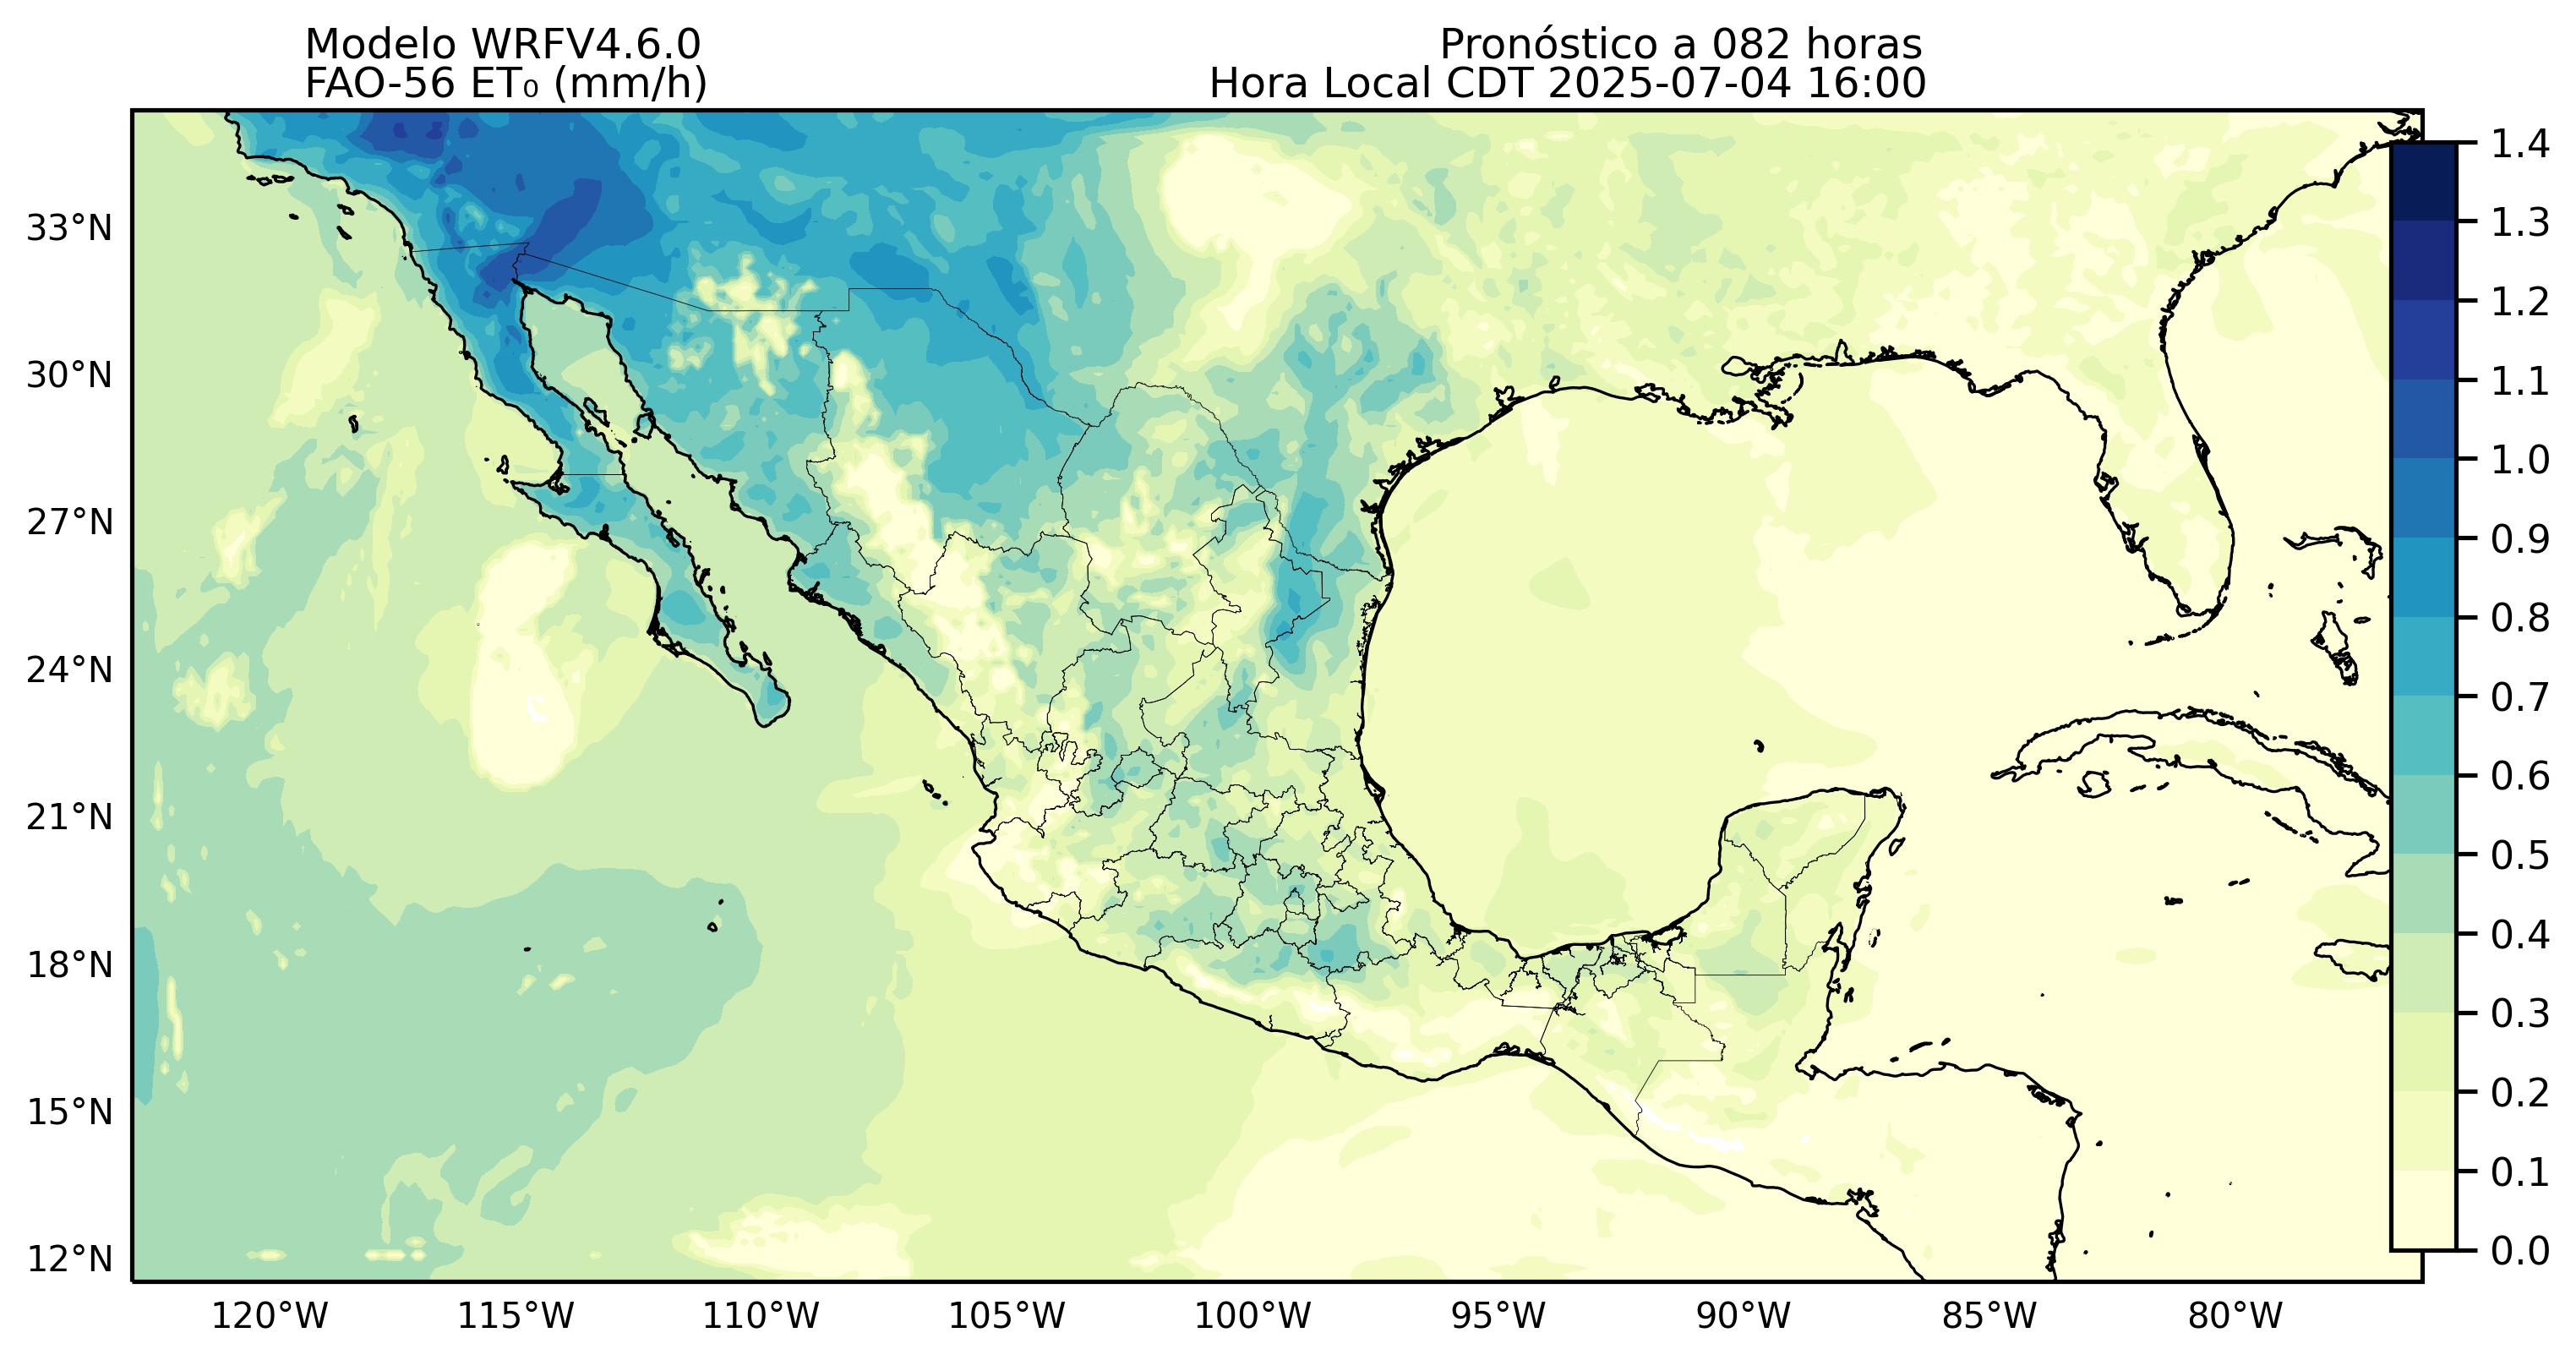 Modelo WRFV4.6.0
FAO-56 ET₀ (mm/h)
Pronóstico a 082 horas
Hora Local CDT 2025-07-04 16:00
33°N
30°N
27°N
24°N
21°N
18°N
15°N
12°N
120°W
115°W
110°W
105°W
100°W
95°W
90°W
85°W
80°W
1.4
1.3
1.2
1.1
1.0
0.9
0.8
0.7
0.6
0.5
0.4
0.3
0.2
0.1
0.0